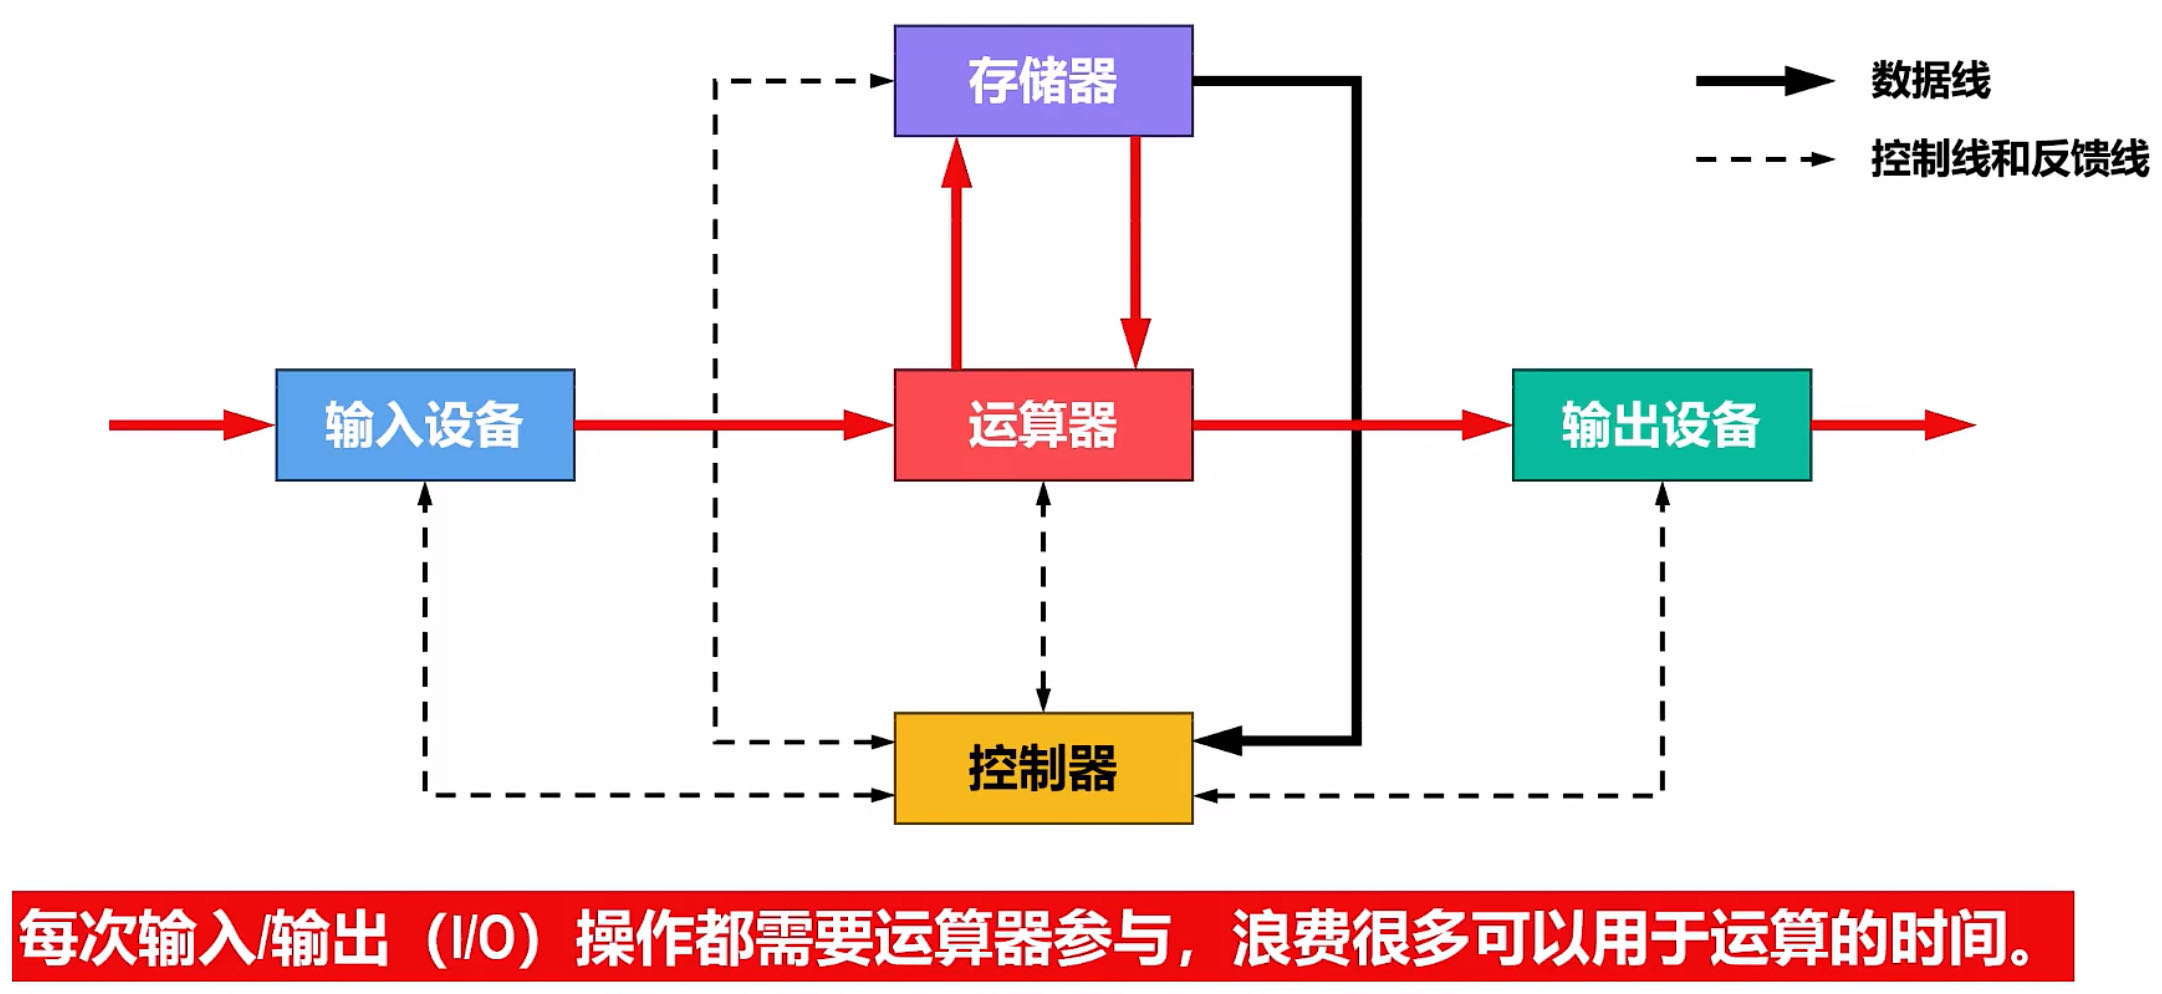 存储器
数据线
控制线和反馈线
输入设备
运算器
输出设备
控制器
每次输入/输出（I/O）操作都需要运算器参与，浪费很多可以用于运算的时间。